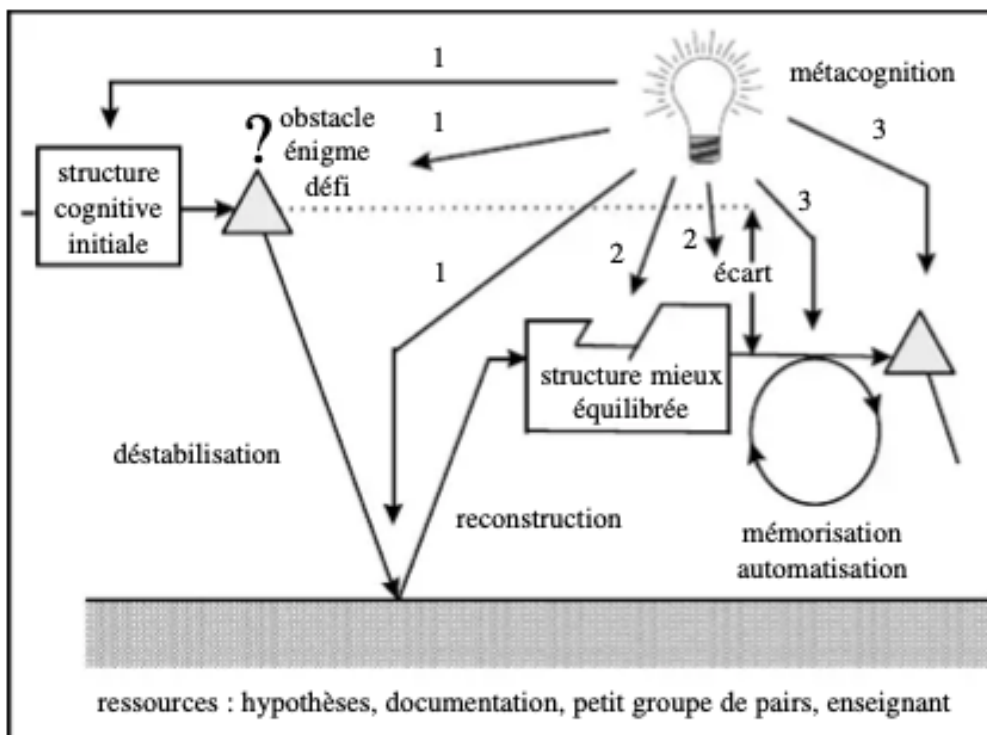 1
métacognition
3
?
obstacle
énigme
défi
1
structure
cognitive
initiale
3
2
2
écart
1
structure mieux
équilibrée
déstabilisation
reconstruction
mémorisation
automatisation
ressources : hypothèses, documentation, petit groupe de pairs, enseignant